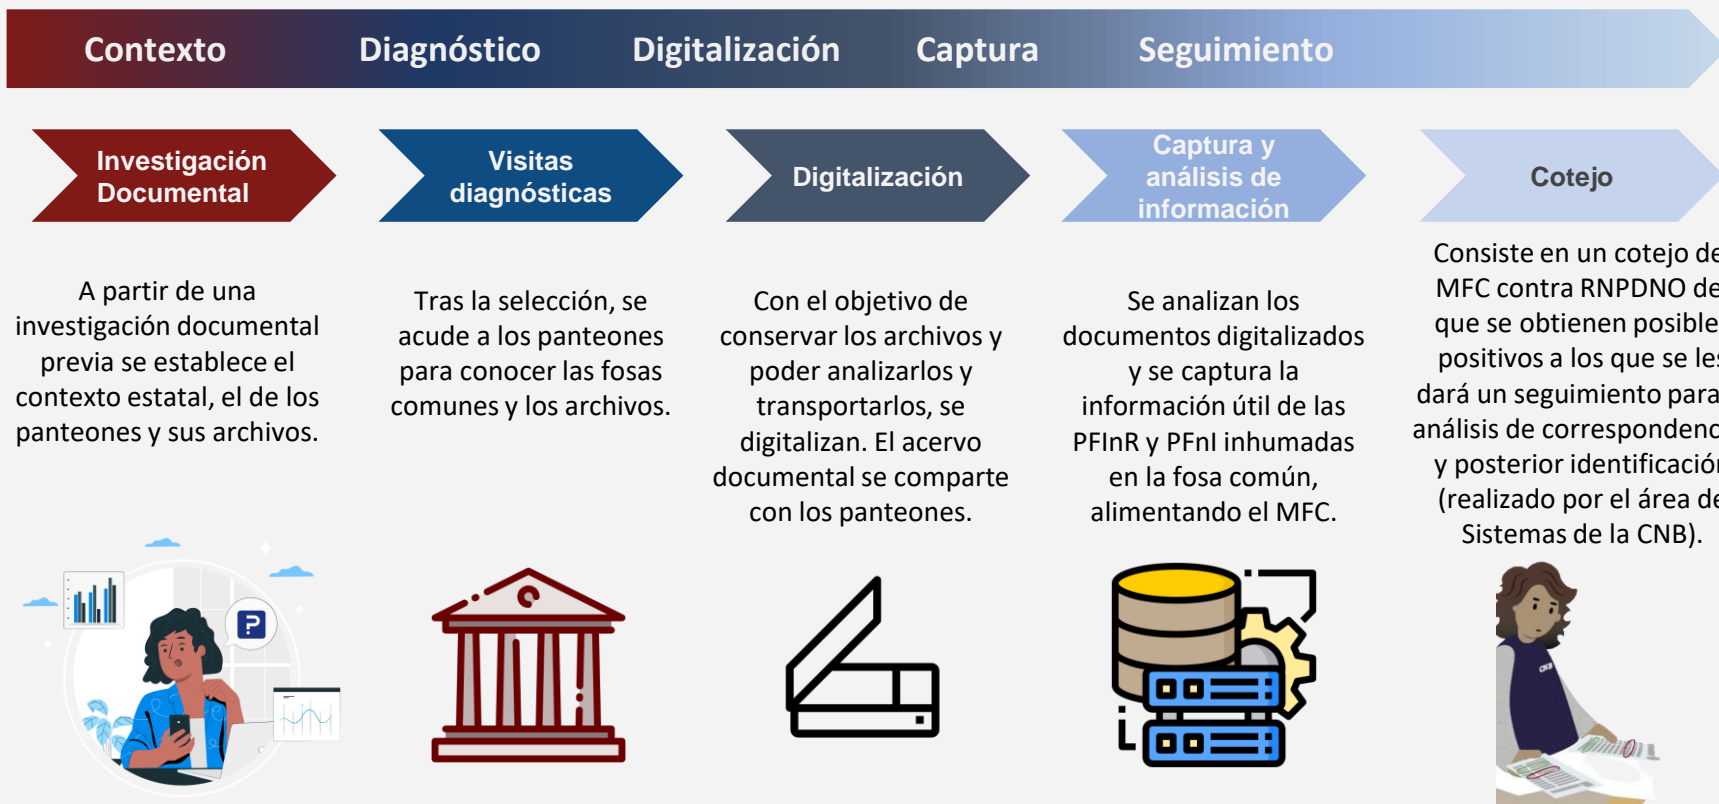 Contexto Diagnóstico Digitalización Captura Seguimiento
Investigación
Documental
A partir de una
investigación documental
previa se establece el
contexto estatal, el de los
panteones y sus archivos.
Visitas
diagnósticas
Tras la selección, se
acude a los panteones
para conocer las fosas
comunes y los archivos.
Digitalización
Con el objetivo de
conservar los archivos y
poder analizarlos y
transportarlos, se
digitalizan. El acervo
documental se comparte
con los panteones.
Captura y
análisis de
información
Se analizan los
documentos digitalizados
y se captura la
información útil de las
PFInR y PFnI inhumadas
en la fosa común,
alimentando el MFC.
Cotejo
Consiste en un cotejo de
MFC contra RNPDNO de
que se obtienen posible
positivos a los que se les
dará un seguimiento para
análisis de correspondenc
y posterior identificación
(realizado por el área de
Sistemas de la CNB).
?
CNB